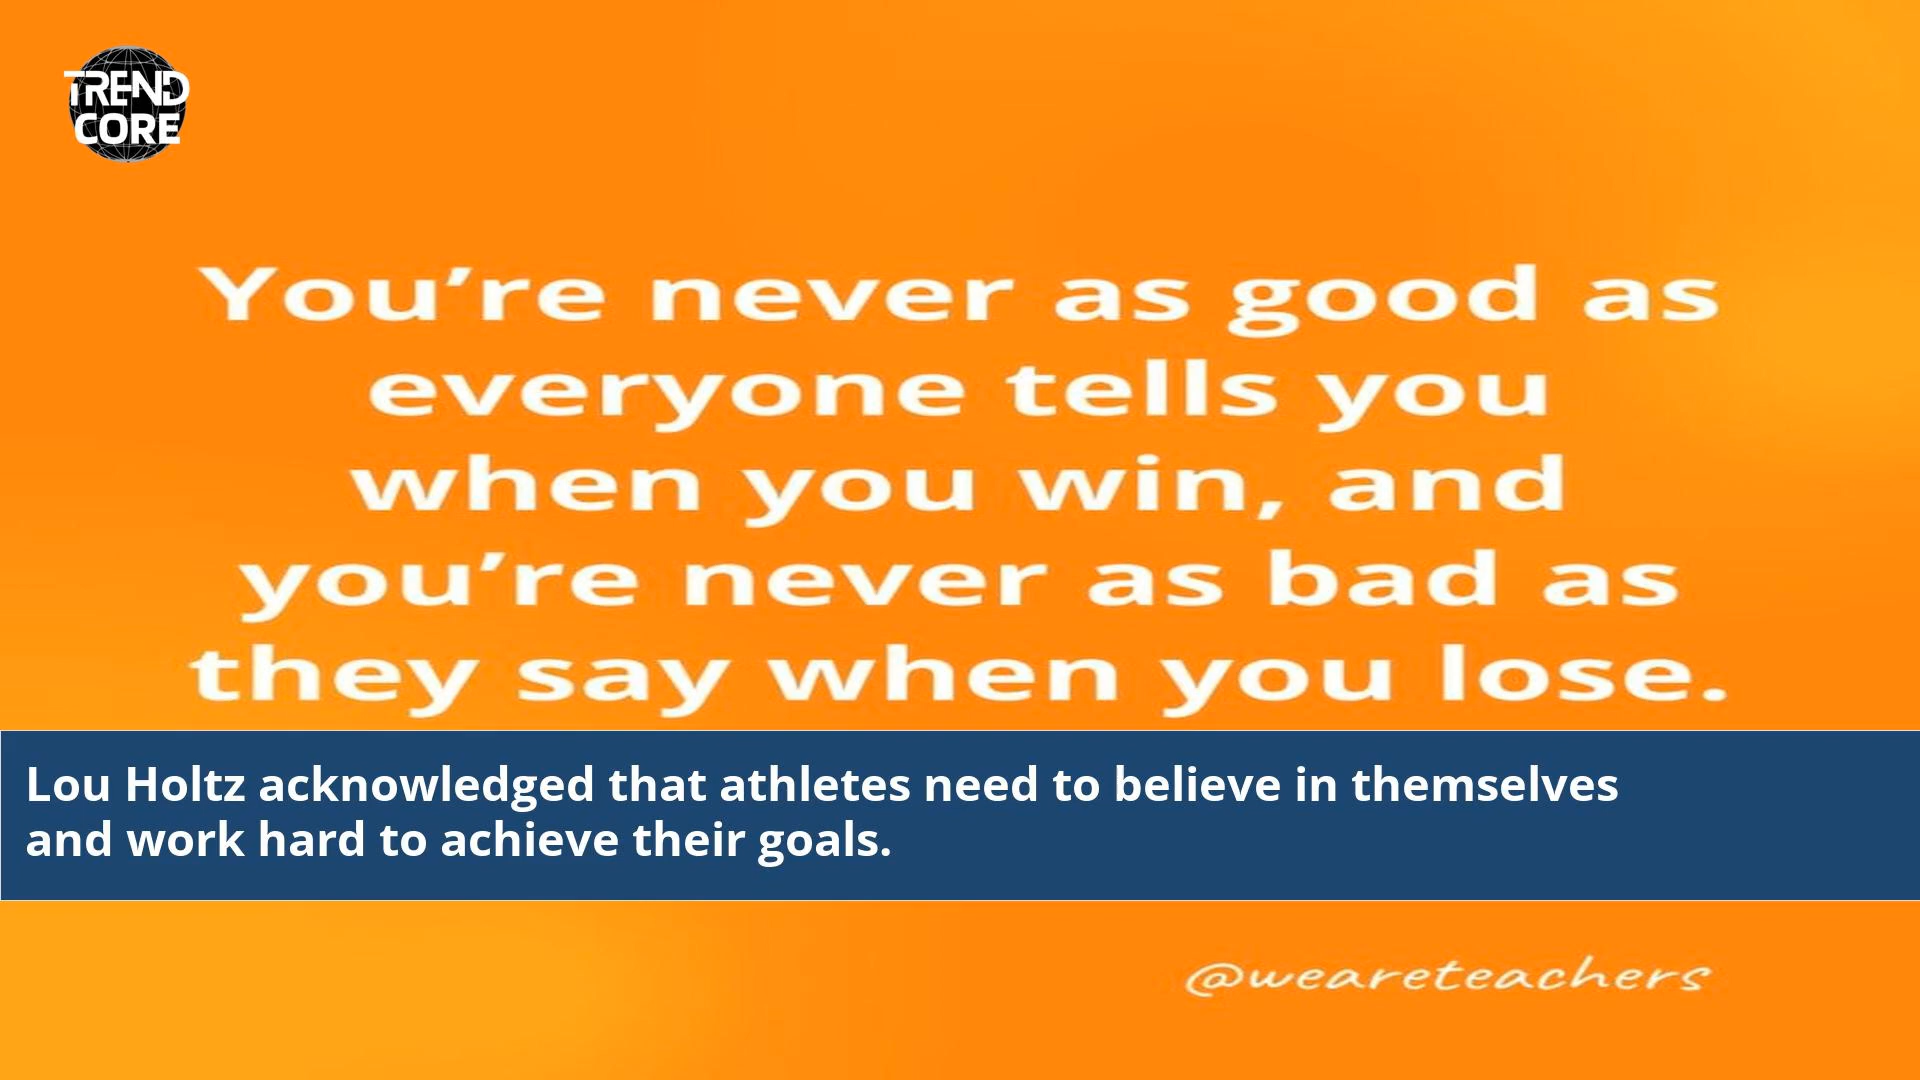 TREND
CORE
You’re never as good as
everyone tells you
when you win, and
you’re never as bad as
they say when you lose.
Lou Holtz acknowledged that athletes need to believe in themselves
and work hard to achieve their goals.
@weareteachers